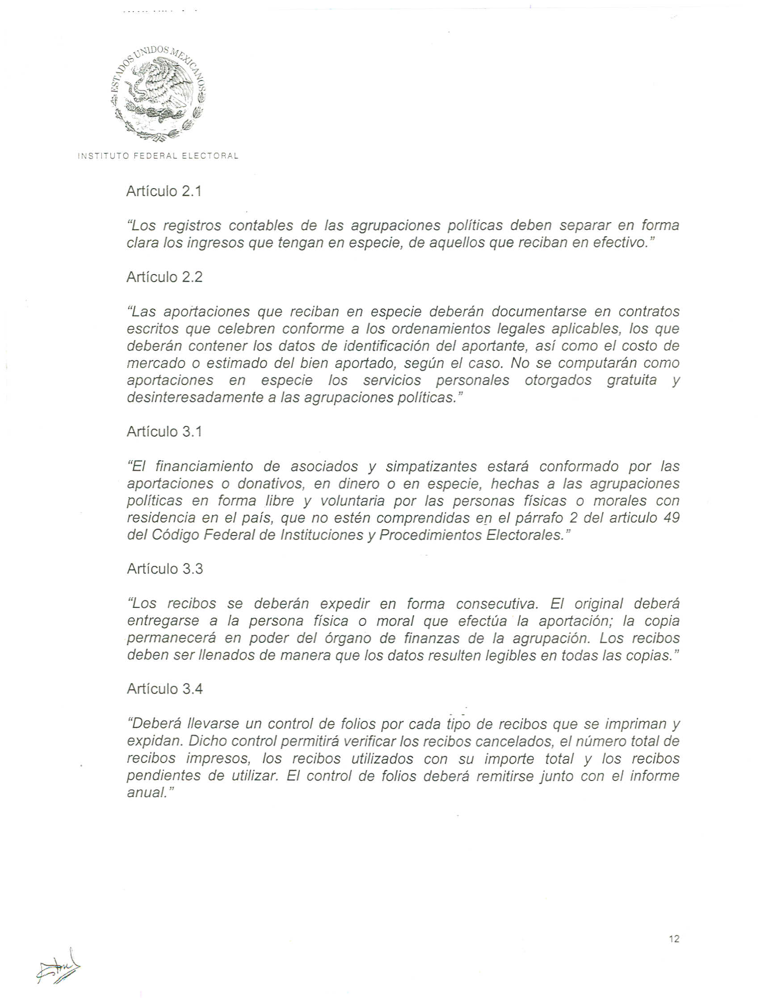 ESTADOS UNIDOS MEXICANOS
INSTITUTO FEDERAL ELECTORAL
Artículo 2.1
“Los registros contables de las agrupaciones políticas deben separar en forma
clara los ingresos que tengan en especie, de aquellos que reciban en efectivo.”
Artículo 2.2
“Las aportaciones que reciban en especie deberán documentarse en contratos
escritos que celebren conforme a los ordenamientos legales aplicables, los que
deberán contener los datos de identificación del aportante, así como el costo de
mercado o estimado del bien aportado, según el caso. No se computarán como
aportaciones en especie los servicios personales otorgados gratuita y
desinteresadamente a las agrupaciones políticas.”
Artículo 3.1
“El financiamiento de asociados y simpatizantes estará conformado por las
aportaciones o donativos, en dinero o en especie, hechas a las agrupaciones
políticas en forma libre y voluntaria por las personas físicas o morales con
residencia en el país, que no estén comprendidas en el párrafo 2 del articulo 49
del Código Federal de Instituciones y Procedimientos Electorales.”
Artículo 3.3
“Los recibos se deberán expedir en forma consecutiva. El original deberá
entregarse a la persona física o moral que efectúa la aportación; la copia
permanecerá en poder del órgano de finanzas de la agrupación. Los recibos
deben ser llenados de manera que los datos resulten legibles en todas las copias.”
Artículo 3.4
“Deberá llevarse un control de folios por cada tipo de recibos que se impriman y
expidan. Dicho control permitirá verificar los recibos cancelados, el número total de
recibos impresos, los recibos utilizados con su importe total y los recibos
pendientes de utilizar. El control de folios deberá remitirse junto con el informe
anual.”
12